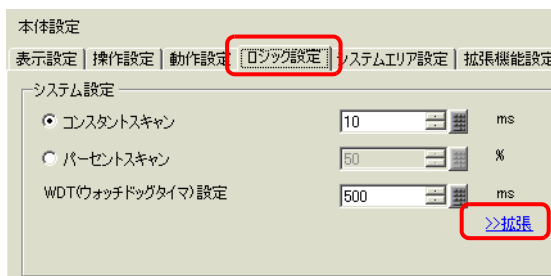 本体設定
表示設定 操作設定 動作設定 ロジック設定 システムエリア設定 拡張機能設定
システム設定
コンスタントスキャン 10 ms
パーセントスキャン 50 %
WDT(ウォッチドッグタイマ)設定 500 ms
>>拡張